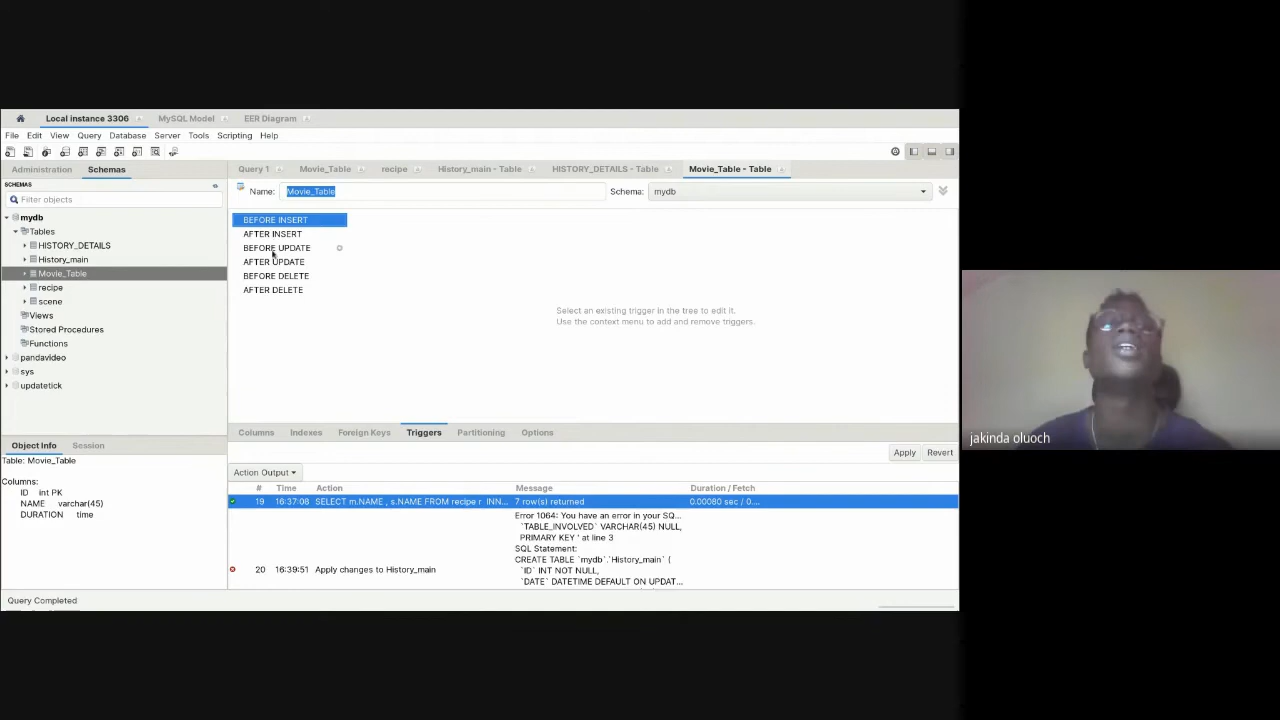 Local instance 3306 MySQL Model EER Diagram
File Edit View Query Database Server Tools Scripting Help
Administration Schemas
Query 1 Movie_Table recipe History_main - Table HISTORY_DETAILS - Table Movie_Table - Table
SCHEMAS
Filter objects
mydb
Tables
HISTORY_DETAILS
History_main
Movie_Table
recipe
scene
Views
Stored Procedures
Functions
pandavideo
sys
updatetick
Name: Movie_Table Schema: mydb
BEFORE INSERT
AFTER INSERT
BEFORE UPDATE
AFTER UPDATE
BEFORE DELETE
AFTER DELETE
Select an existing trigger in the tree to edit it.
Use the context menu to add and remove triggers.
Columns Indexes Foreign Keys Triggers Partitioning Options
Apply Revert
Object Info Session
Table: Movie_Table
Columns:
ID int PK
NAME varchar(45)
DURATION time
Action Output
# Time Action Message Duration / Fetch
19 16:37:08 SELECT m.NAME , s.NAME FROM recipe r INN... 7 row(s) returned 0.00080 sec / 0....
Error 1064: You have an error in your SQ...
`TABLE_INVOLVED` VARCHAR(45) NULL,
PRIMARY KEY ' at line 3
SQL Statement:
CREATE TABLE `mydb`.`History_main` (
`ID` INT NOT NULL,
20 16:39:51 Apply changes to History_main
`DATE` DATETIME DEFAULT ON UPDAT...
Query Completed
jakinda oluoch